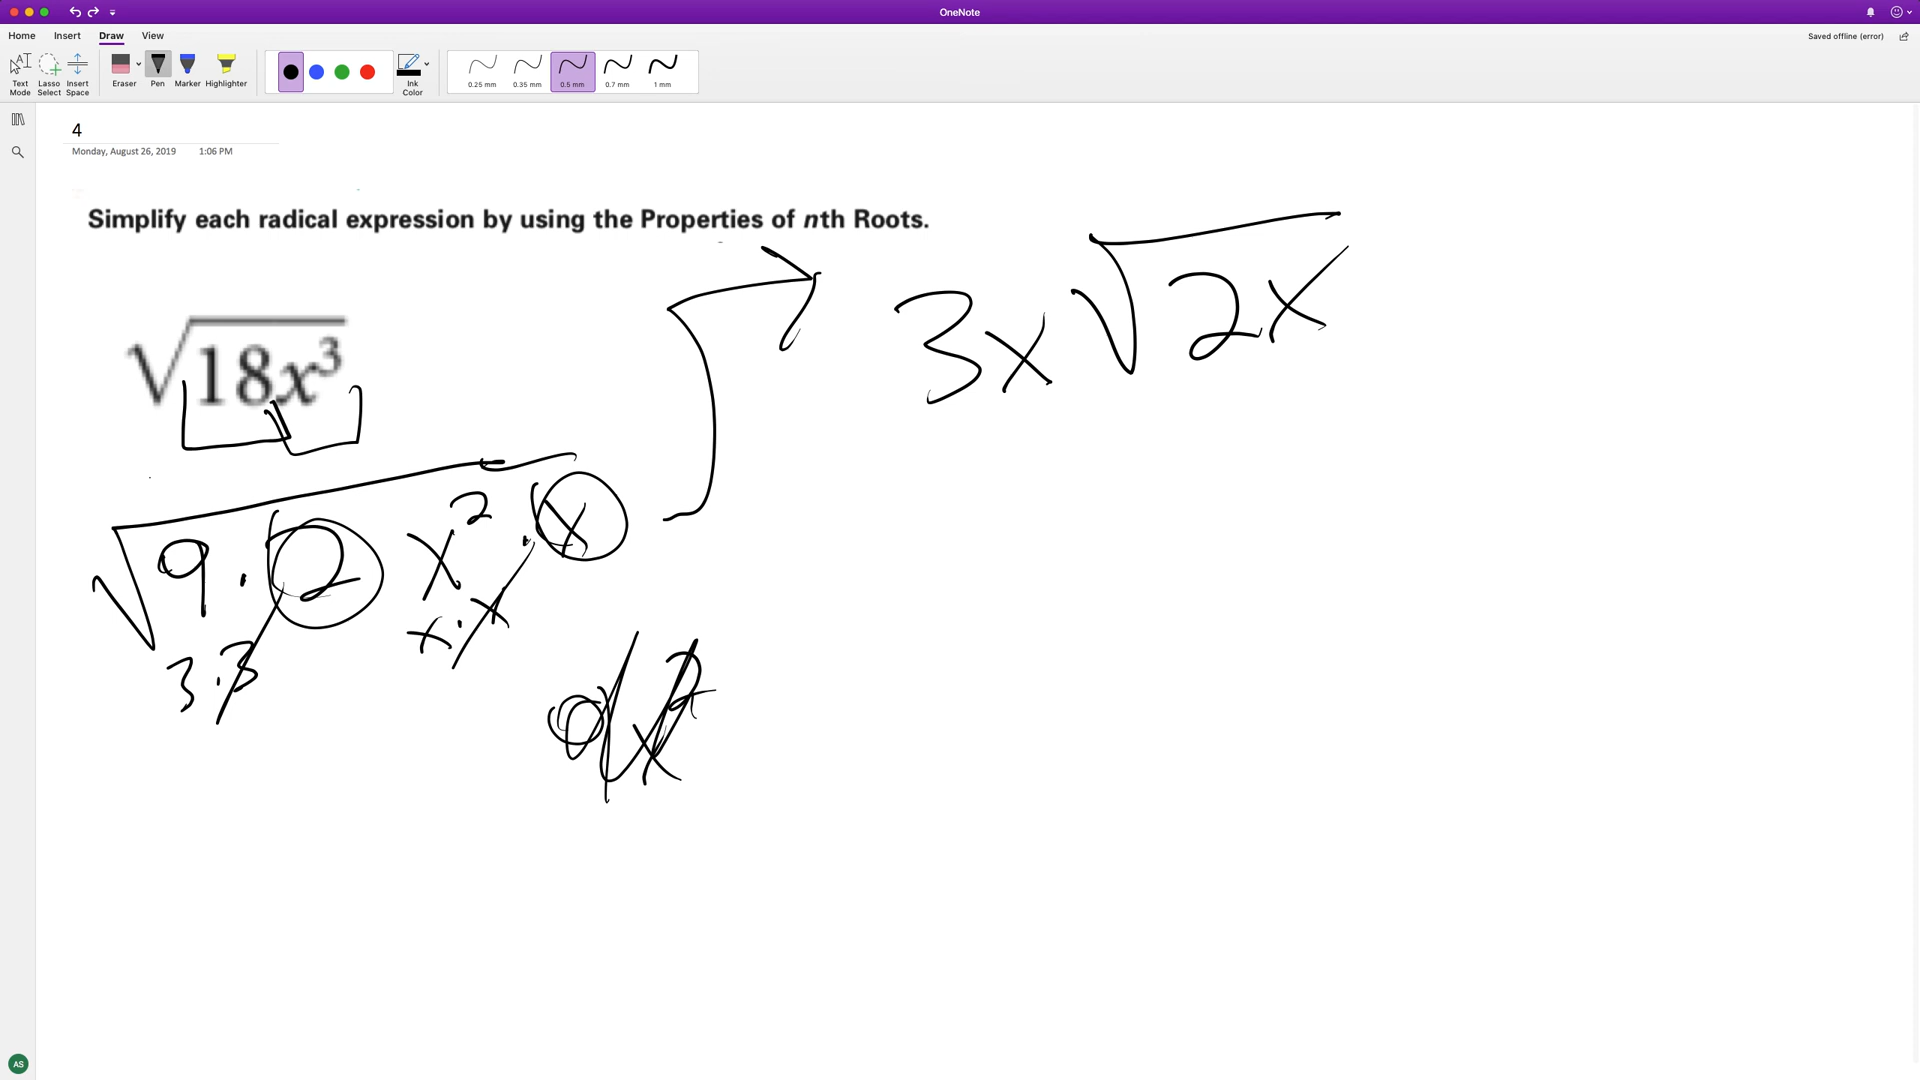 OneNote
Home Insert Draw View
Saved offline (error)
Text Mode
Lasso Select
Insert Space
Eraser
Pen
Marker
Highlighter
Ink Color
0.25 mm
0.35 mm
0.5 mm
0.7 mm
1 mm
4
Monday, August 26, 2019 1:06 PM
Simplify each radical expression by using the Properties of nth Roots.
√18x³
3x√2x
√9·2 x²·x
3·3 x·x
9x²
AS